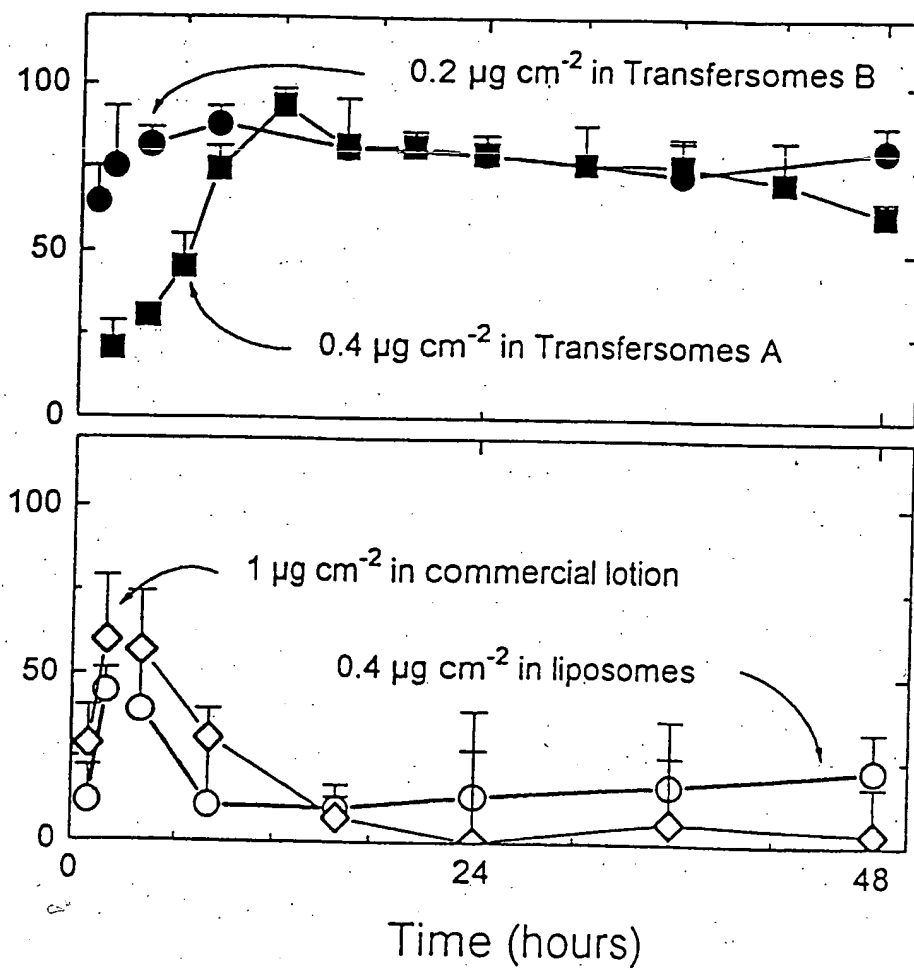 100
50
0
0.2 µg cm-2 in Transfersomes B
0.4 µg cm-2 in Transfersomes A
100
50
0
1 µg cm-2 in commercial lotion
0.4 µg cm-2 in liposomes
0
24
48
Time (hours)